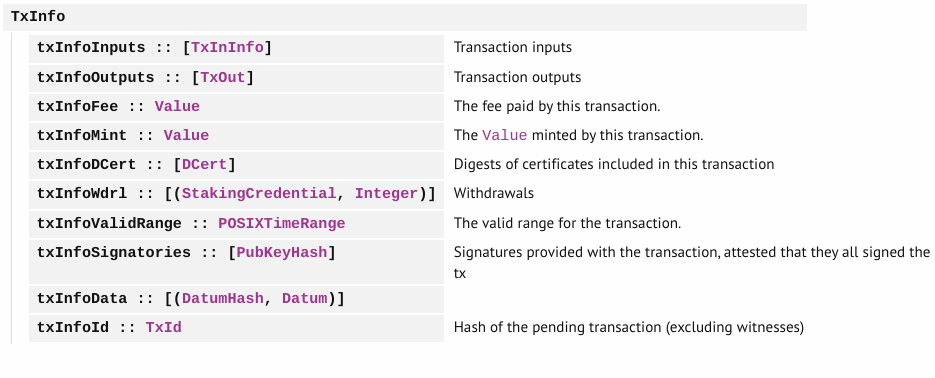 TxInfo
txInfoInputs :: [TxInInfo] Transaction inputs
txInfoOutputs :: [TxOut] Transaction outputs
txInfoFee :: Value The fee paid by this transaction.
txInfoMint :: Value The Value minted by this transaction.
txInfoDCert :: [DCert] Digests of certificates included in this transaction
txInfoWdrl :: [(StakingCredential, Integer)] Withdrawals
txInfoValidRange :: POSIXTimeRange The valid range for the transaction.
txInfoSignatories :: [PubKeyHash] Signatures provided with the transaction, attested that they all signed the
tx
txInfoData :: [(DatumHash, Datum)]
txInfoId :: TxId Hash of the pending transaction (excluding witnesses)